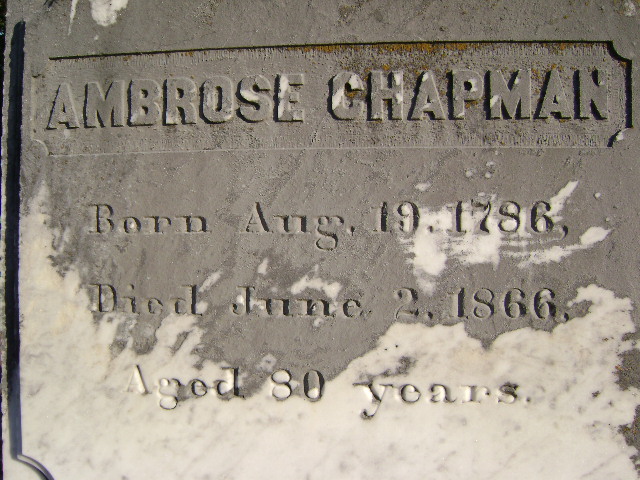 AMBROSE CHAPMAN
Born Aug. 19. 1786,
Died June 2. 1866.
Aged 80 years.